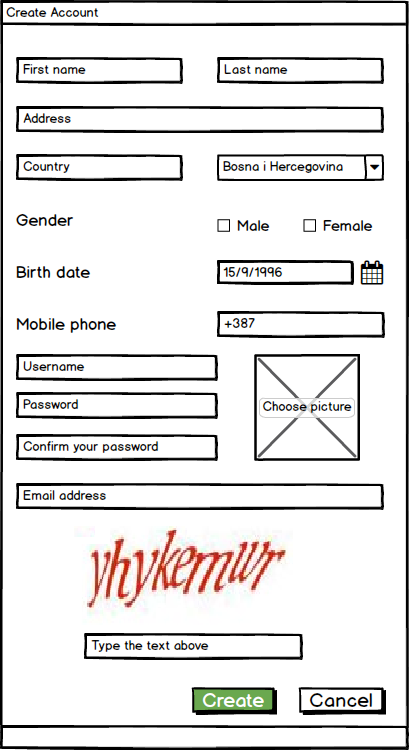 Create Account
First name Last name
Address
Country Bosna i Hercegovina
Gender Male Female
Birth date 15/9/1996
Mobile phone +387
Username
Password
Choose picture
Confirm your password
Email address
yhykemwr
Type the text above
Create Cancel